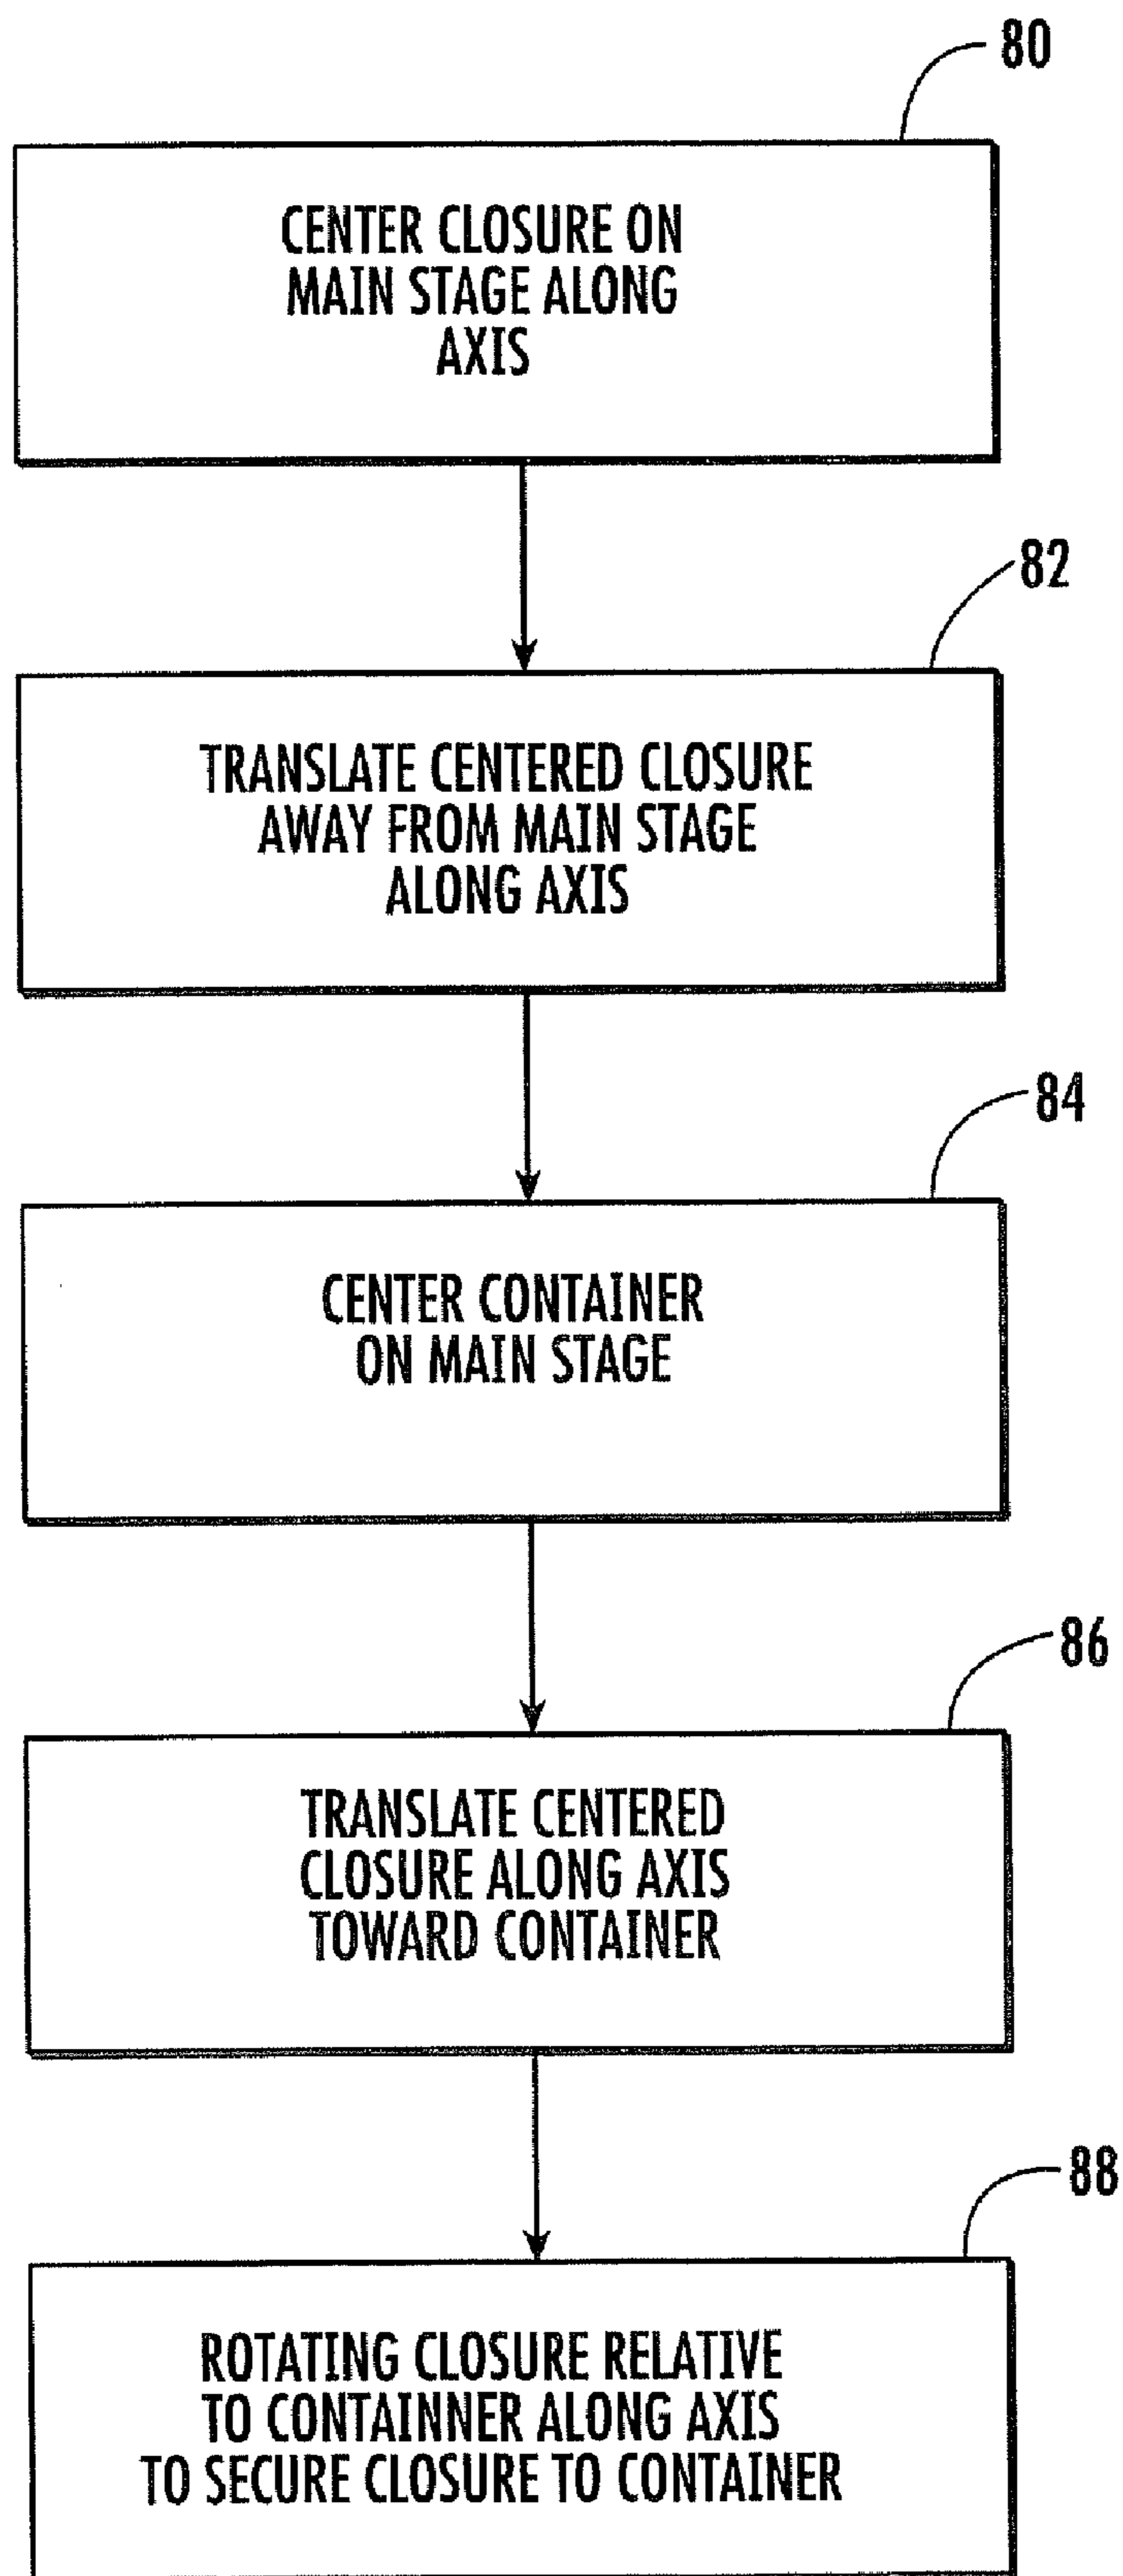 80
CENTER CLOSURE ON
MAIN STAGE ALONG
AXIS
82
TRANSLATE CENTERED CLOSURE
AWAY FROM MAIN STAGE
ALONG AXIS
84
CENTER CONTAINER
ON MAIN STAGE
86
TRANSLATE CENTERED
CLOSURE ALONG AXIS
TOWARD CONTAINER
88
ROTATING CLOSURE RELATIVE
TO CONTAINNER ALONG AXIS
TO SECURE CLOSURE TO CONTAINER